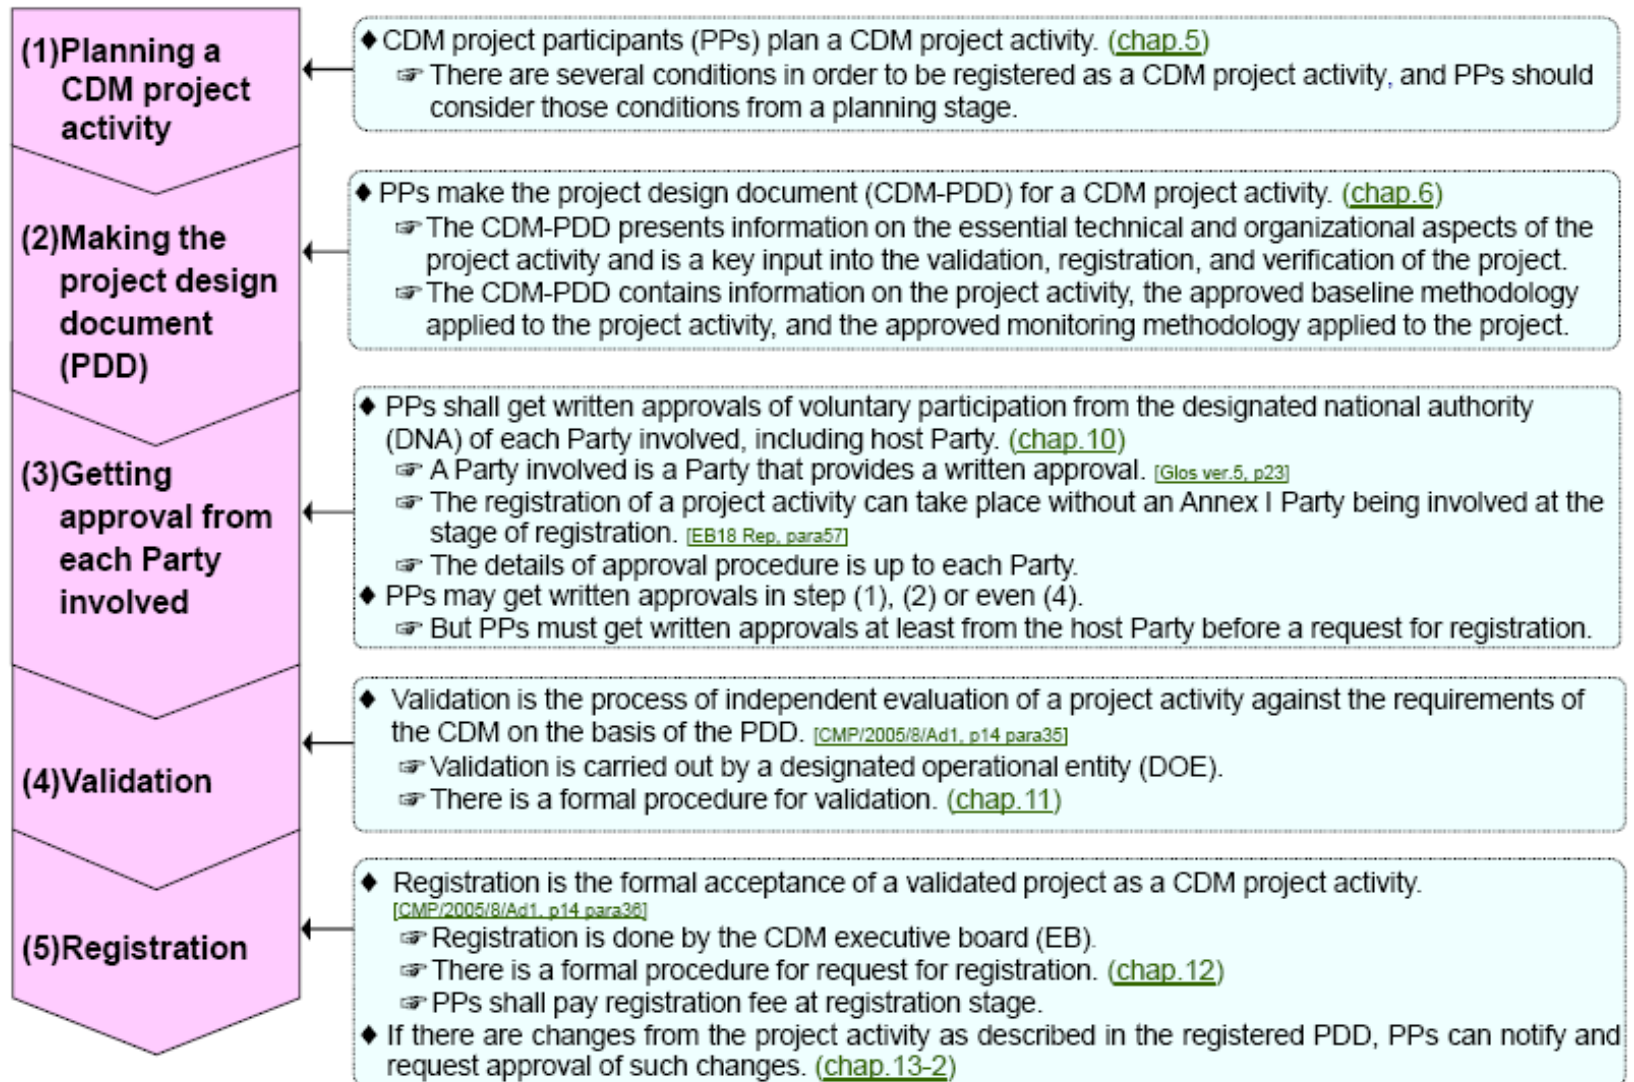 (1)Planning a
CDM project
activity
♦ CDM project participants (PPs) plan a CDM project activity. (chap.5)
☞ There are several conditions in order to be registered as a CDM project activity, and PPs should
consider those conditions from a planning stage.
(2)Making the
project design
document
(PDD)
♦ PPs make the project design document (CDM-PDD) for a CDM project activity. (chap.6)
☞ The CDM-PDD presents information on the essential technical and organizational aspects of the
project activity and is a key input into the validation, registration, and verification of the project.
☞ The CDM-PDD contains information on the project activity, the approved baseline methodology
applied to the project activity, and the approved monitoring methodology applied to the project.
(3)Getting
approval from
each Party
involved
♦ PPs shall get written approvals of voluntary participation from the designated national authority
(DNA) of each Party involved, including host Party. (chap.10)
☞ A Party involved is a Party that provides a written approval. [Glos ver.5, p23]
☞ The registration of a project activity can take place without an Annex I Party being involved at the
stage of registration. [EB18 Rep, para57]
☞ The details of approval procedure is up to each Party.
♦ PPs may get written approvals in step (1), (2) or even (4).
☞ But PPs must get written approvals at least from the host Party before a request for registration.
(4)Validation
♦ Validation is the process of independent evaluation of a project activity against the requirements of
the CDM on the basis of the PDD. [CMP/2005/8/Ad1, p14 para35]
☞ Validation is carried out by a designated operational entity (DOE).
☞ There is a formal procedure for validation. (chap.11)
(5)Registration
♦ Registration is the formal acceptance of a validated project as a CDM project activity.
[CMP/2005/8/Ad1, p14 para36]
☞ Registration is done by the CDM executive board (EB).
☞ There is a formal procedure for request for registration. (chap.12)
☞ PPs shall pay registration fee at registration stage.
♦ If there are changes from the project activity as described in the registered PDD, PPs can notify and
request approval of such changes. (chap.13-2)